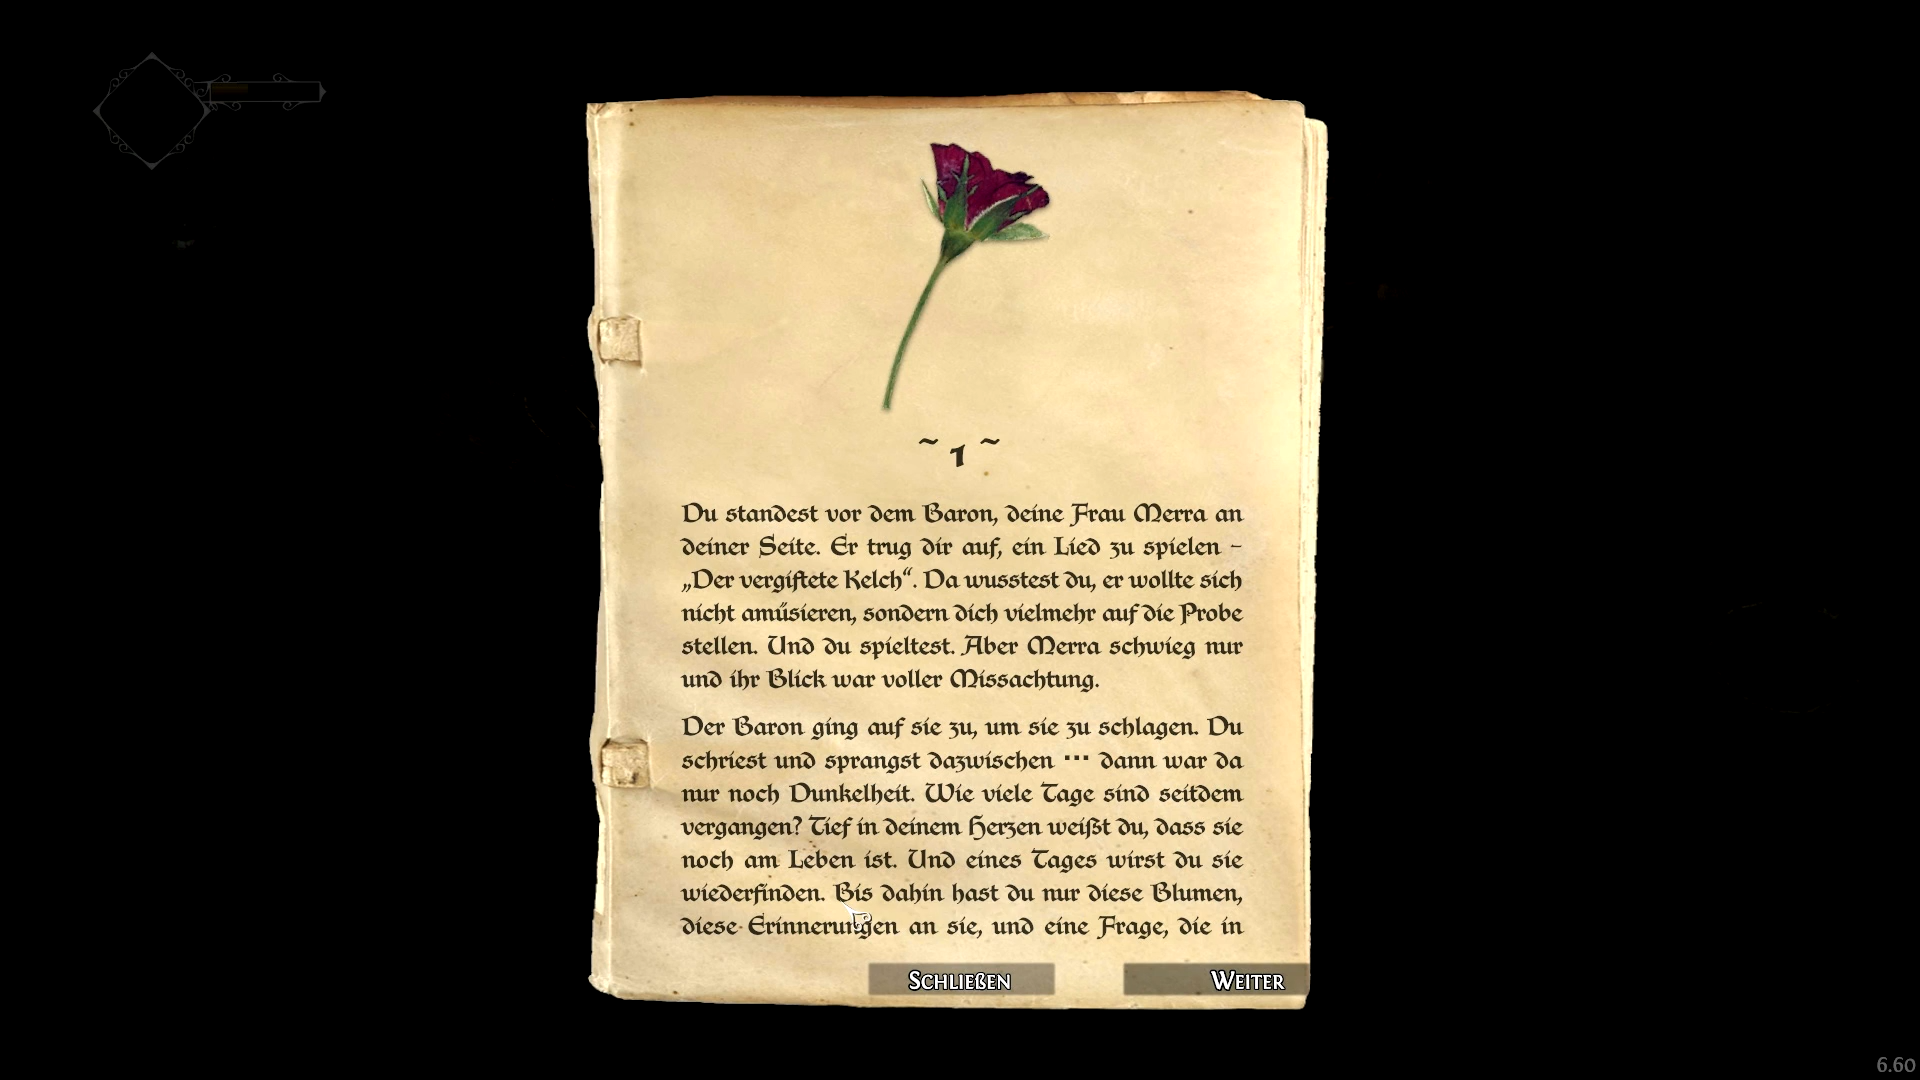 ~ 1 ~
Du standest vor dem Baron, deine Frau Merra an
deiner Seite. Er trug dir auf, ein Lied zu spielen –
„Der vergiftete Kelch“. Da wusstest du, er wollte sich
nicht amüsieren, sondern dich vielmehr auf die Probe
stellen. Und du spieltest. Aber Merra schwieg nur
und ihr Blick war voller Missachtung.
Der Baron ging auf sie zu, um sie zu schlagen. Du
schriest und sprangst dazwischen … dann war da
nur noch Dunkelheit. Wie viele Tage sind seitdem
vergangen? Tief in deinem Herzen weißt du, dass sie
noch am Leben ist. Und eines Tages wirst du sie
wiederfinden. Bis dahin hast du nur diese Blumen,
diese Erinnerungen an sie, und eine Frage, die in
Schließen
Weiter
6.60